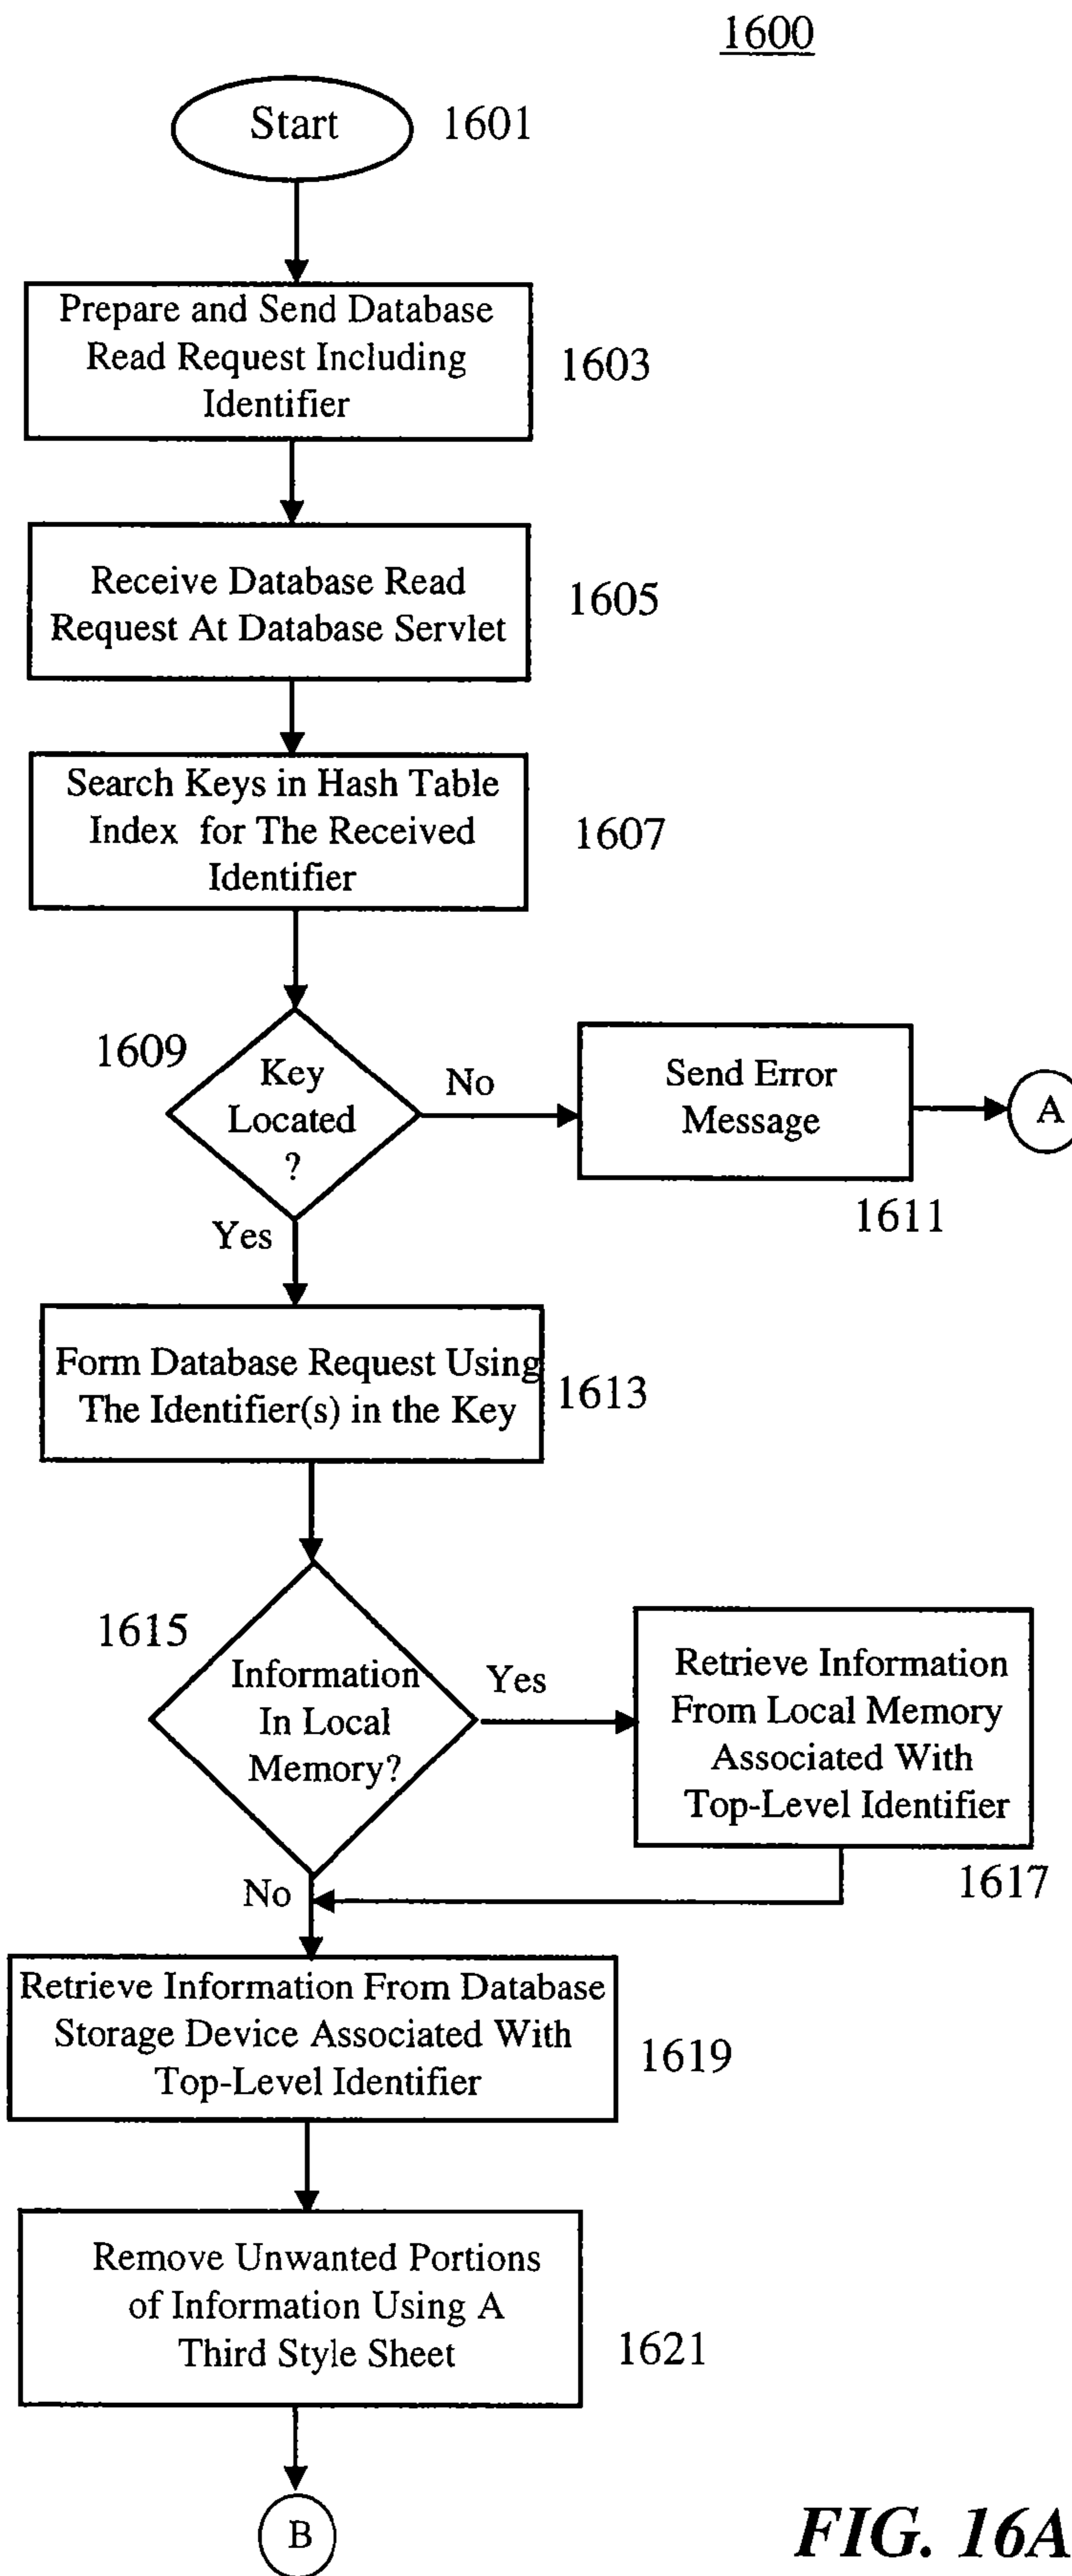 1600
Start
1601
Prepare and Send Database
Read Request Including
Identifier
1603
Receive Database Read
Request At Database Servlet
1605
Search Keys in Hash Table
Index for The Received
Identifier
1607
1609
Key
Located
?
No
Send Error
Message
A
1611
Yes
Form Database Request Using
The Identifier(s) in the Key
1613
1615
Information
In Local
Memory?
Yes
Retrieve Information
From Local Memory
Associated With
Top-Level Identifier
1617
No
Retrieve Information From Database
Storage Device Associated With
Top-Level Identifier
1619
Remove Unwanted Portions
of Information Using A
Third Style Sheet
1621
B
FIG. 16A